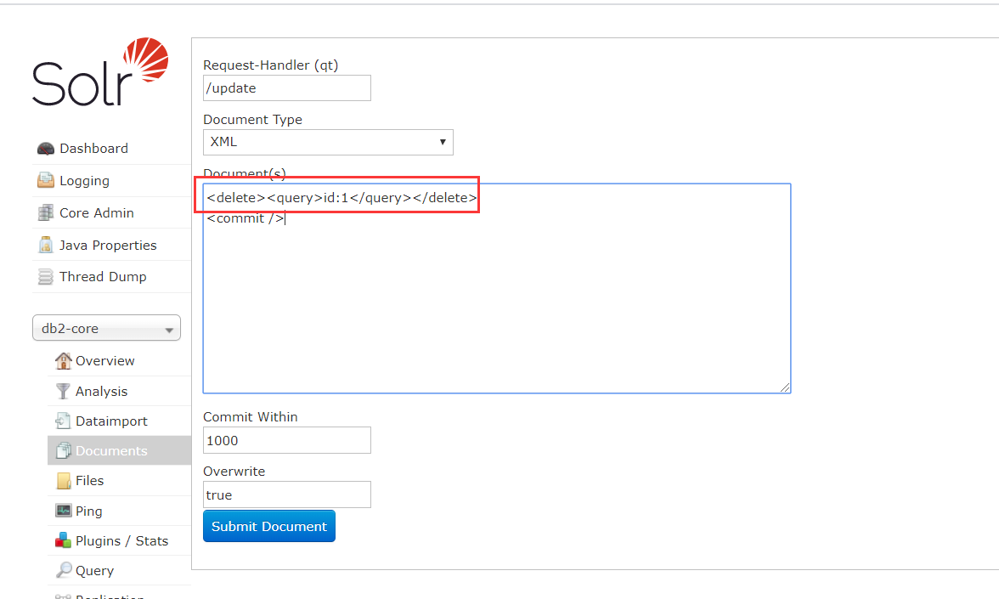 Solr
Dashboard
Logging
Core Admin
Java Properties
Thread Dump
db2-core
Overview
Analysis
Dataimport
Documents
Files
Ping
Plugins / Stats
Query
Replication
Request-Handler (qt)
/update
Document Type
XML
Document(s)
<delete><query>id:1</query></delete>
<commit />
Commit Within
1000
Overwrite
true
Submit Document